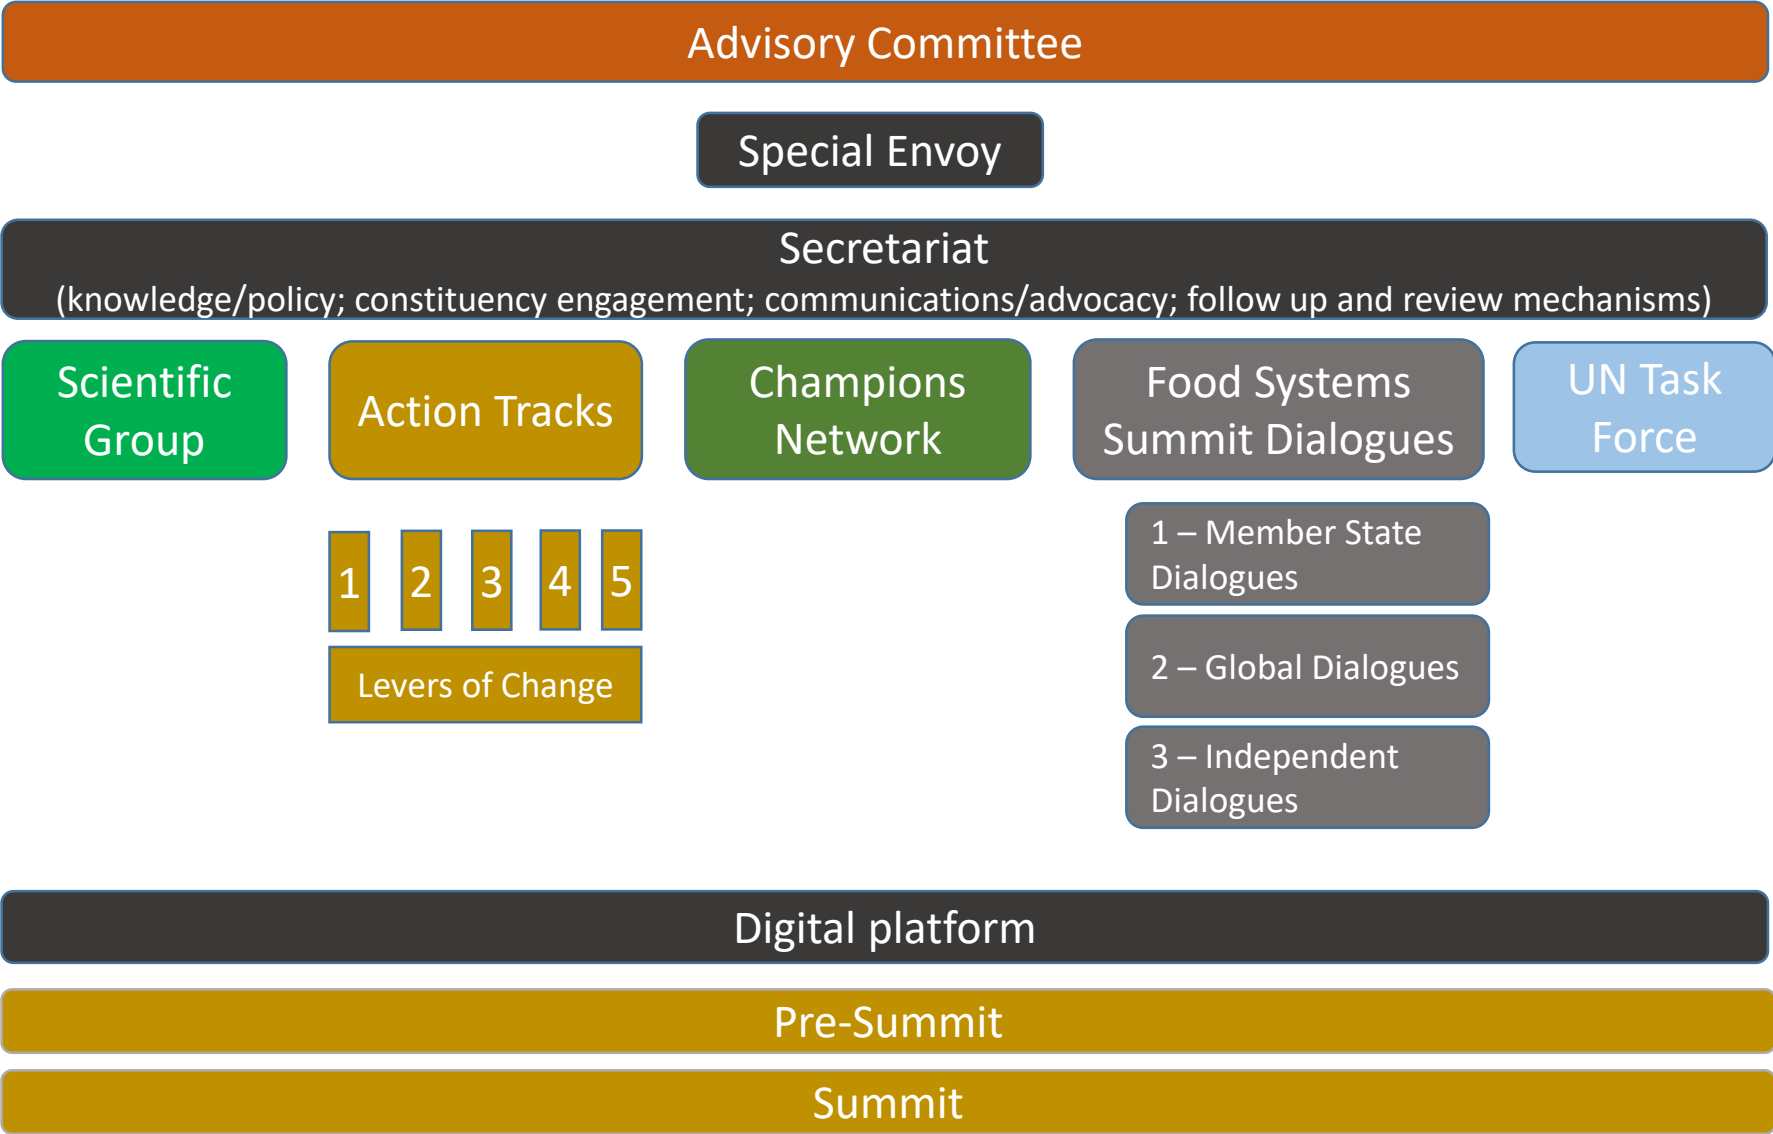 Advisory Committee
Special Envoy
Secretariat
(knowledge/policy; constituency engagement; communications/advocacy; follow up and review mechanisms)
Scientific
Group
Action Tracks
Champions
Network
Food Systems
Summit Dialogues
UN Task
Force
1
2
3
4
5
Levers of Change
1 – Member State
Dialogues
2 – Global Dialogues
3 – Independent
Dialogues
Digital platform
Pre-Summit
Summit